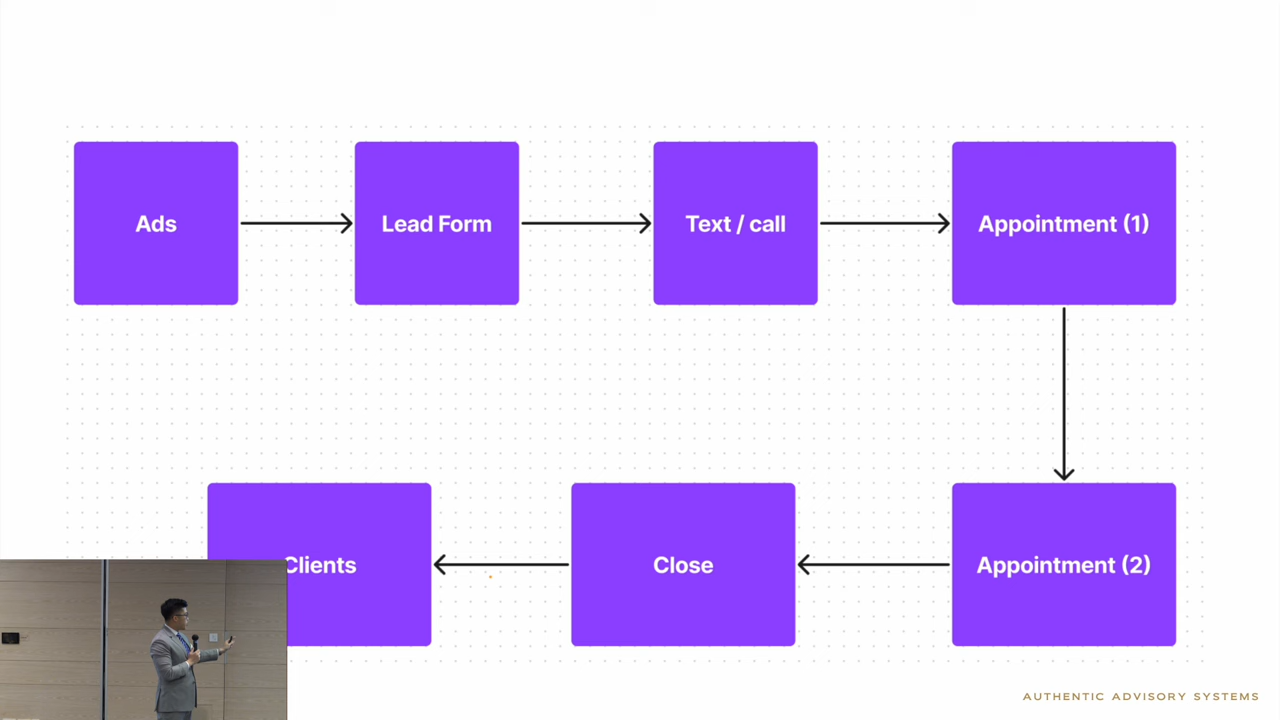 Ads
Lead Form
Text / call
Appointment (1)
Clients
Close
Appointment (2)
AUTHENTIC ADVISORY SYSTEMS